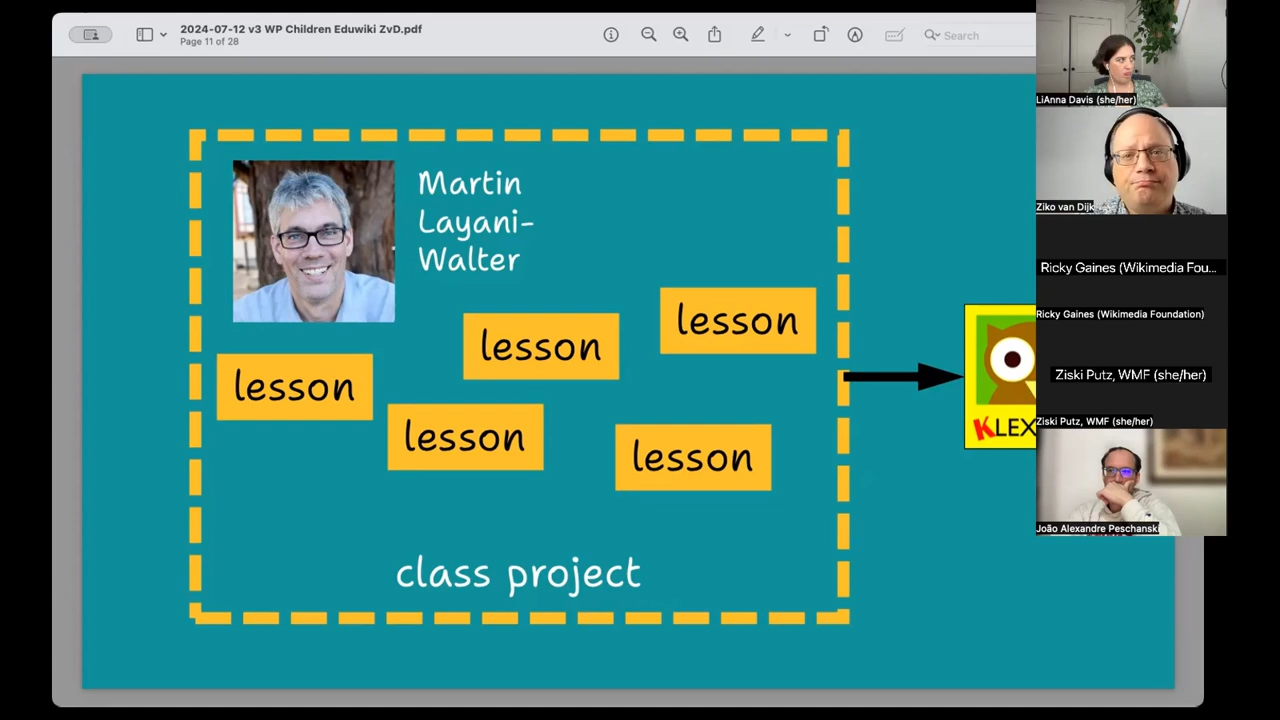 2024-07-12 v3 WP Children Eduwiki ZvD.pdf
Page 11 of 28
Search
Martin
Layani-
Walter
lesson
lesson
lesson
lesson
lesson
class project
KLEX
LiAnna Davis (she/her)
Ziko van Dijk
Ricky Gaines (Wikimedia Fou...
Ricky Gaines (Wikimedia Foundation)
Ziski Putz, WMF (she/her)
Ziski Putz, WMF (she/her)
João Alexandre Peschanski